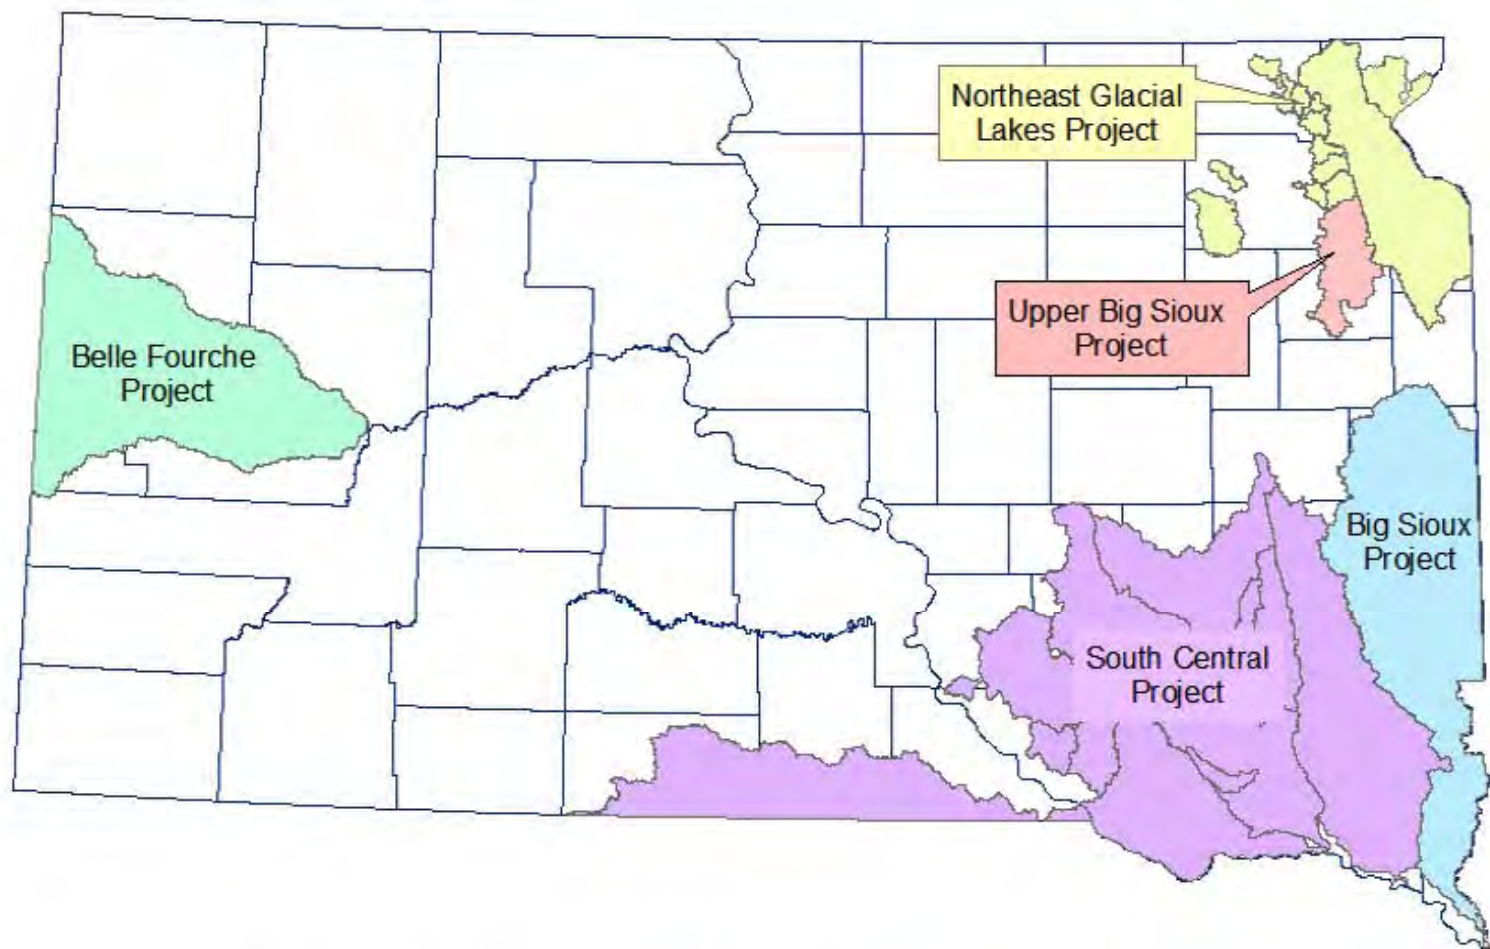 Northeast Glacial
Lakes Project
Upper Big Sioux
Project
Belle Fourche
Project
Big Sioux
Project
South Central
Project